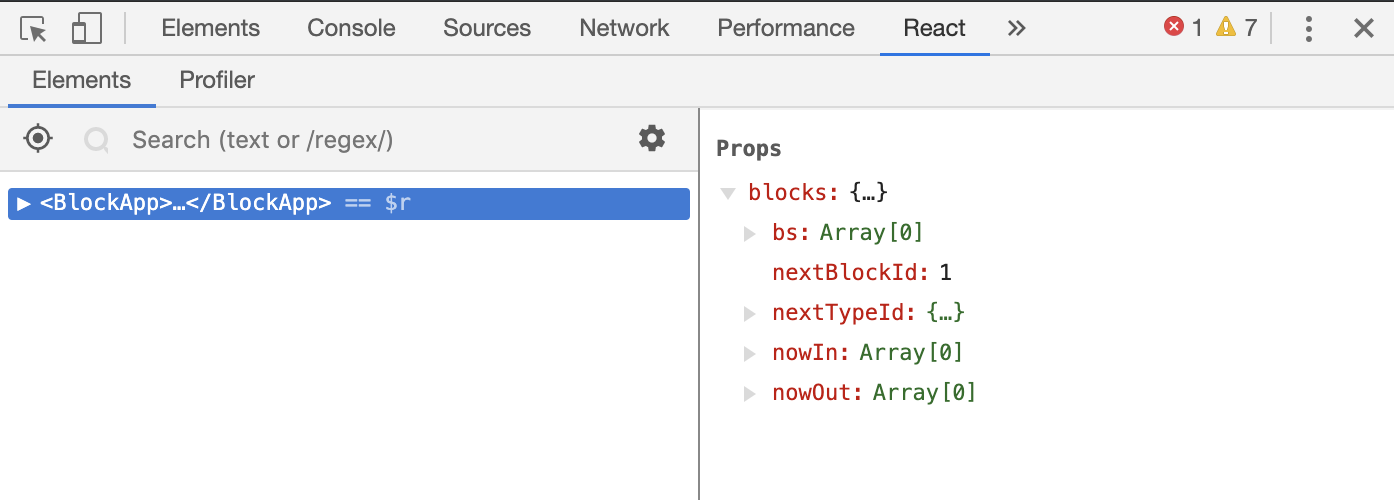 Elements Console Sources Network Performance React » 1 7
Elements Profiler
Search (text or /regex/)
▶ <BlockApp>…</BlockApp> == $r
Props
▼ blocks: {…}
▶ bs: Array[0]
nextBlockId: 1
▶ nextTypeId: {…}
▶ nowIn: Array[0]
▶ nowOut: Array[0]